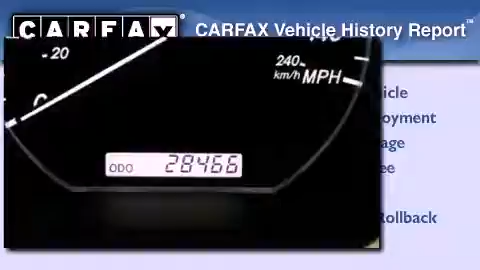 CARFAX® CARFAX Vehicle History Report™
-20
240-
km/h MPH
ODO 28466
icle
oyment
age
ee
Rollback